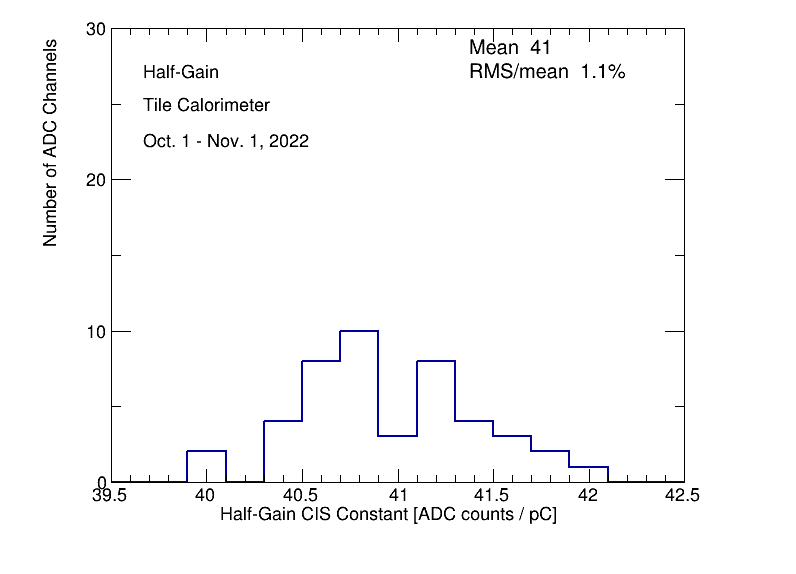 30
Mean 41
Half-Gain
RMS/mean 1.1%
Tile Calorimeter
Oct. 1 - Nov. 1, 2022
Number of ADC Channels
20
10
0
39.5 40 40.5 41 41.5 42 42.5
Half-Gain CIS Constant [ADC counts / pC]